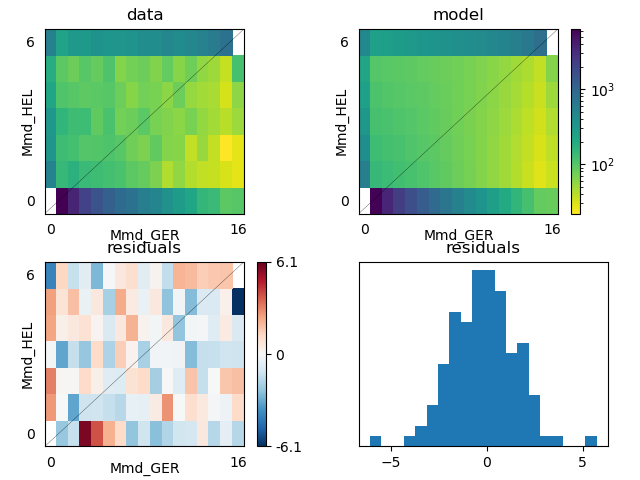 data
model
6
Mmd_HEL
0
0
Mmd_GER
16
6
Mmd_HEL
0
0
Mmd_GER
16
10³
10²
residuals
residuals
6
Mmd_HEL
0
0
Mmd_GER
16
6.1
0
-6.1
−5
0
5